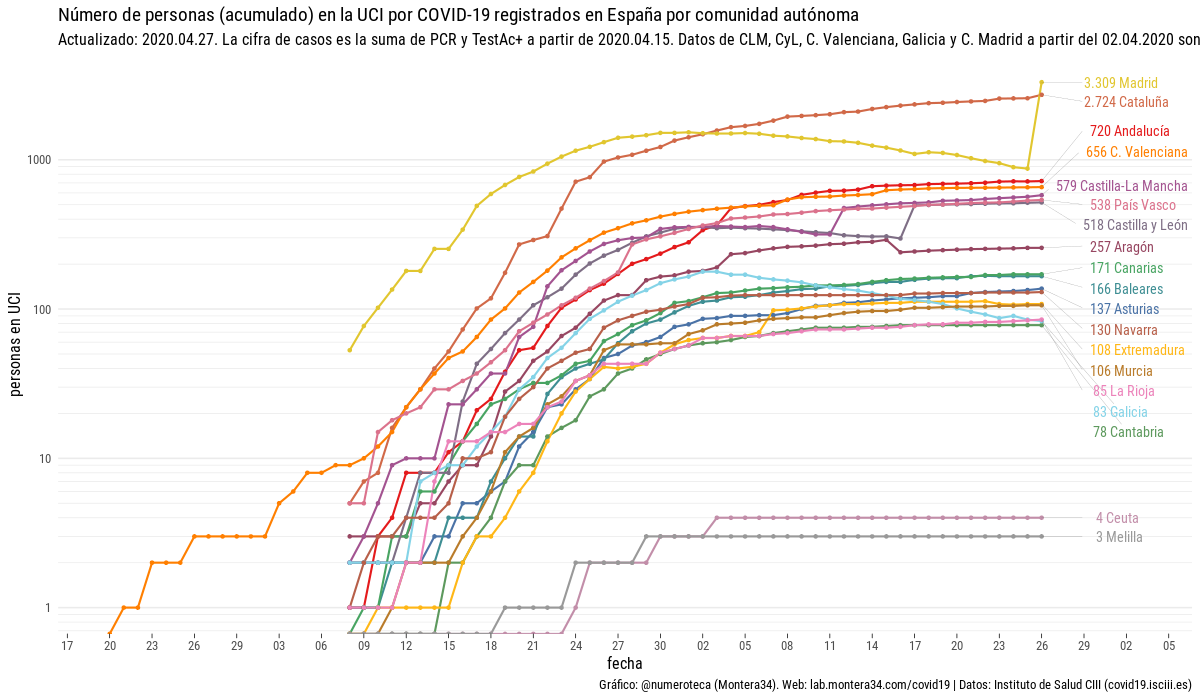 Número de personas (acumulado) en la UCI por COVID-19 registrados en España por comunidad autónoma
Actualizado: 2020.04.27. La cifra de casos es la suma de PCR y TestAc+ a partir de 2020.04.15. Datos de CLM, CyL, C. Valenciana, Galicia y C. Madrid a partir del 02.04.2020 son
personas en UCI
1000
100
10
1
3.309 Madrid
2.724 Cataluña
720 Andalucía
656 C. Valenciana
579 Castilla-La Mancha
538 País Vasco
518 Castilla y León
257 Aragón
171 Canarias
166 Baleares
137 Asturias
130 Navarra
108 Extremadura
106 Murcia
85 La Rioja
83 Galicia
78 Cantabria
4 Ceuta
3 Melilla
17 20 23 26 29 03 06 09 12 15 18 21 24 27 30 02 05 08 11 14 17 20 23 26 29 02 05
fecha
Gráfico: @numeroteca (Montera34). Web: lab.montera34.com/covid19 | Datos: Instituto de Salud CIII (covid19.isciii.es)